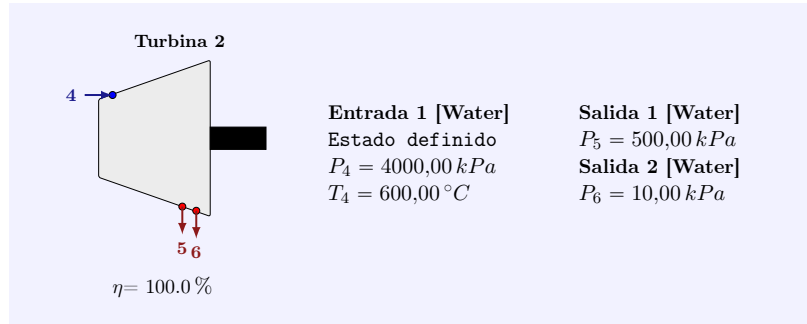 Turbina 2
4
5 6
η= 100.0 %
Entrada 1 [Water]
Estado definido
P₄ = 4000,00 kPa
T₄ = 600,00 °C
Salida 1 [Water]
P₅ = 500,00 kPa
Salida 2 [Water]
P₆ = 10,00 kPa